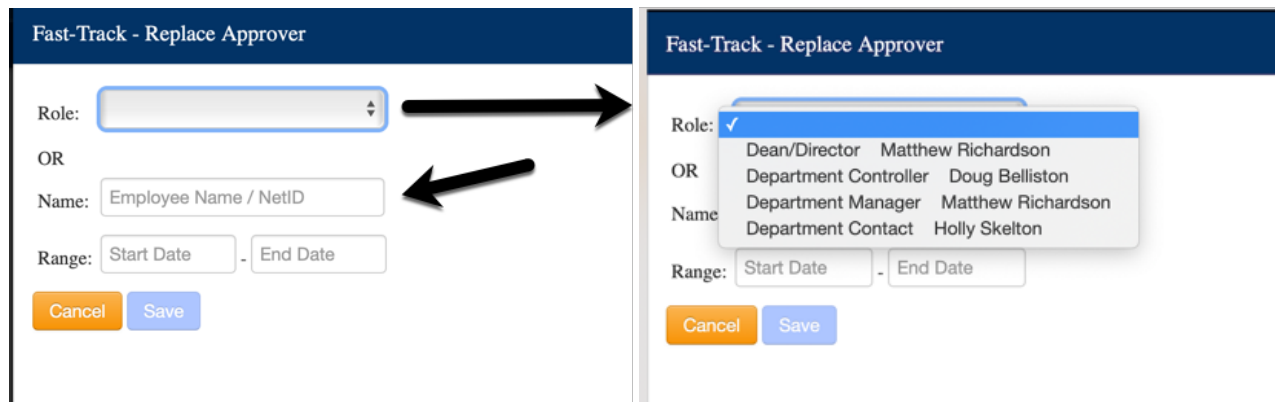 Fast-Track - Replace Approver
Role:
OR
Name: Employee Name / NetID
Range: Start Date - End Date
Cancel Save
Fast-Track - Replace Approver
Role: ✓
Dean/Director Matthew Richardson
OR
Department Controller Doug Belliston
Department Manager Matthew Richardson
Name
Department Contact Holly Skelton
Range: Start Date - End Date
Cancel Save